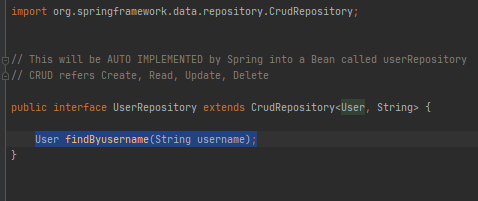 import org.springframework.data.repository.CrudRepository;
// This will be AUTO IMPLEMENTED by Spring into a Bean called userRepository
// CRUD refers Create, Read, Update, Delete
public interface UserRepository extends CrudRepository<User, String> {
User findByusername(String username);
}